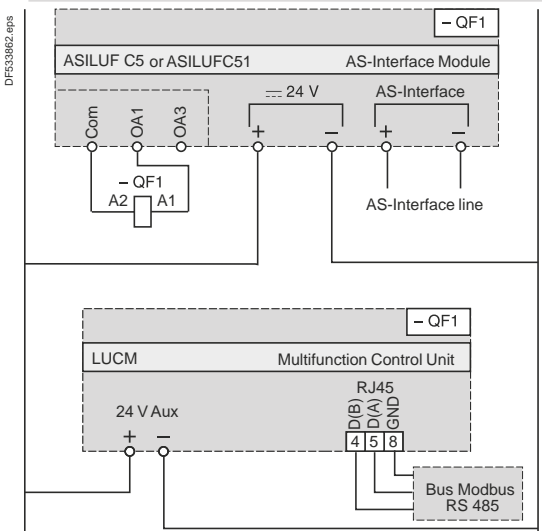 DF533862.eps
– QF1
ASILUF C5 or ASILUFC51 AS-Interface Module
Com
OA1
OA3
24 V
AS-Interface
+ – + –
– QF1
A2 A1
AS-Interface line
– QF1
LUCM Multifunction Control Unit
RJ45
D(B)
D(A)
GND
24 V Aux
+ –
4 5 8
Bus Modbus
RS 485